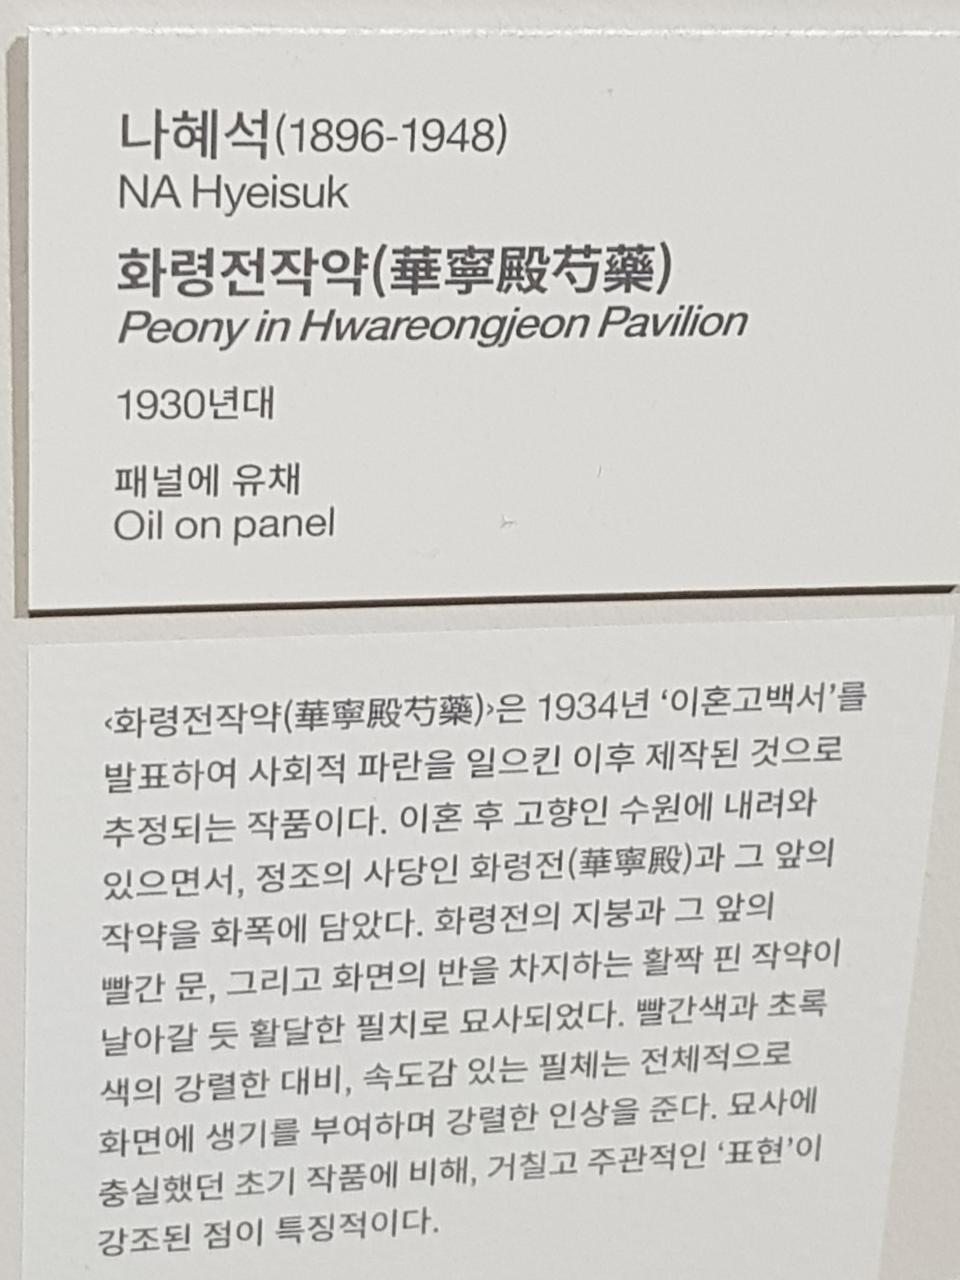 나혜석(1896-1948)
NA Hyeisuk
화령전작약(華寧殿芍藥)
Peony in Hwareongjeon Pavilion
1930년대
패널에 유채
Oil on panel
‹화령전작약(華寧殿芍藥)›은 1934년 ‘이혼고백서’를
발표하여 사회적 파란을 일으킨 이후 제작된 것으로
추정되는 작품이다. 이혼 후 고향인 수원에 내려와
있으면서, 정조의 사당인 화령전(華寧殿)과 그 앞의
작약을 화폭에 담았다. 화령전의 지붕과 그 앞의
빨간 문, 그리고 화면의 반을 차지하는 활짝 핀 작약이
날아갈 듯 활달한 필치로 묘사되었다. 빨간색과 초록
색의 강렬한 대비, 속도감 있는 필체는 전체적으로
화면에 생기를 부여하며 강렬한 인상을 준다. 묘사에
충실했던 초기 작품에 비해, 거칠고 주관적인 ‘표현’이
강조된 점이 특징적이다.